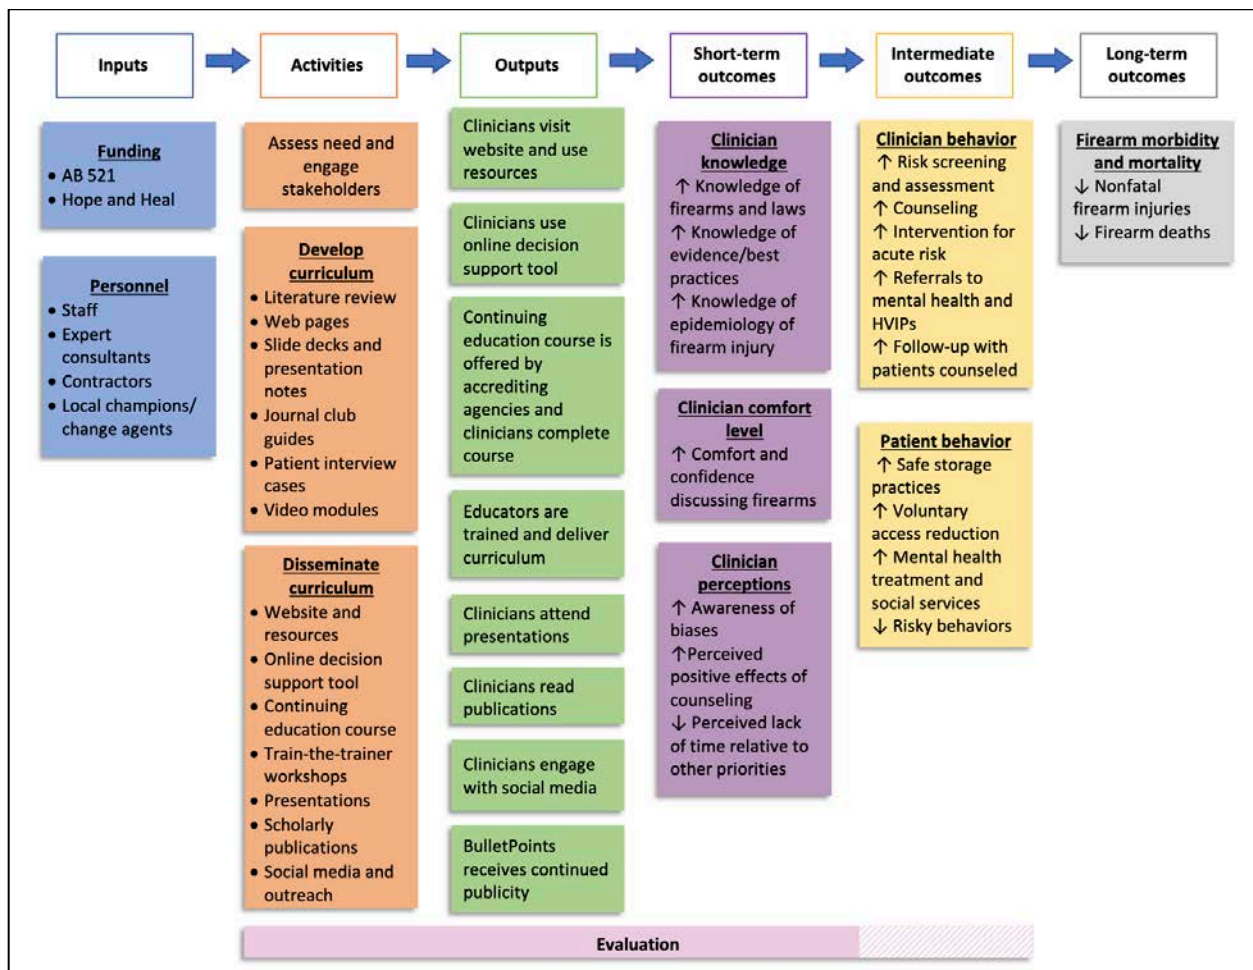 Inputs
Activities
Outputs
Short-term
outcomes
Intermediate
outcomes
Long-term
outcomes
Funding
• AB 521
• Hope and Heal
Personnel
• Staff
• Expert
consultants
• Contractors
• Local champions/
change agents
Assess need and
engage
stakeholders
Develop
curriculum
• Literature review
• Web pages
• Slide decks and
presentation
notes
• Journal club
guides
• Patient interview
cases
• Video modules
Disseminate
curriculum
• Website and
resources
• Online decision
support tool
• Continuing
education course
• Train-the-trainer
workshops
• Presentations
• Scholarly
publications
• Social media and
outreach
Clinicians visit
website and use
resources
Clinicians use
online decision
support tool
Continuing
education course is
offered by
accrediting
agencies and
clinicians complete
course
Educators are
trained and deliver
curriculum
Clinicians attend
presentations
Clinicians read
publications
Clinicians engage
with social media
BulletPoints
receives continued
publicity
Clinician
knowledge
↑ Knowledge of
firearms and laws
↑ Knowledge of
evidence/best
practices
↑ Knowledge of
epidemiology of
firearm injury
Clinician comfort
level
↑ Comfort and
confidence
discussing firearms
Clinician
perceptions
↑ Awareness of
biases
↑Perceived
positive effects of
counseling
↓ Perceived lack
of time relative to
other priorities
Clinician behavior
↑ Risk screening
and assessment
↑ Counseling
↑ Intervention for
acute risk
↑ Referrals to
mental health and
HVIPs
↑ Follow-up with
patients counseled
Patient behavior
↑ Safe storage
practices
↑ Voluntary
access reduction
↑ Mental health
treatment and
social services
↓ Risky behaviors
Firearm morbidity
and mortality
↓ Nonfatal
firearm injuries
↓ Firearm deaths
Evaluation